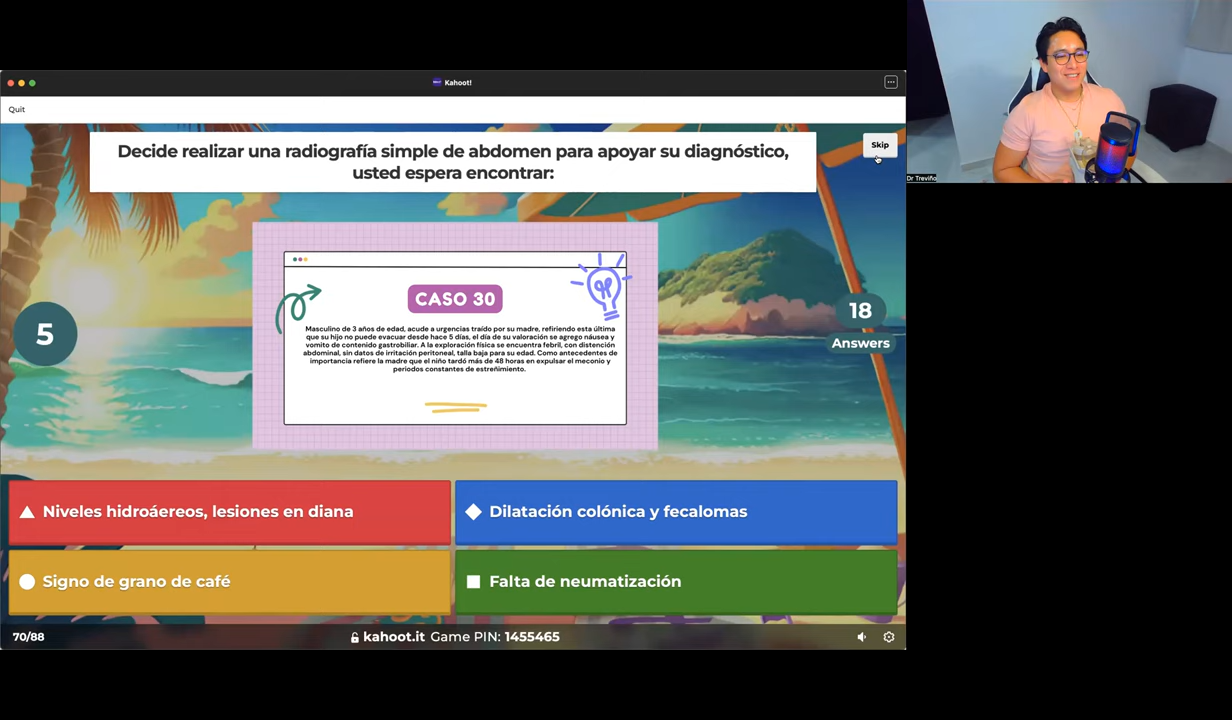 Kahoot!
Quit
Decide realizar una radiografía simple de abdomen para apoyar su diagnóstico,
usted espera encontrar:
Skip
Dr Treviño
CASO 30
Masculino de 3 años de edad, acude a urgencias traído por su madre, refiriendo esta última
que su hijo no puede evacuar desde hace 5 días, el día de su valoración se agrego náusea y
vomito de contenido gastrobiliar. A la exploración física se encuentra febril, con distención
abdominal, sin datos de irritación peritoneal, talla baja para su edad. Como antecedentes de
importancia refiere la madre que el niño tardó más de 48 horas en expulsar el meconio y
periodos constantes de estreñimiento.
5
18
Answers
Niveles hidroáereos, lesiones en diana
Dilatación colónica y fecalomas
Signo de grano de café
Falta de neumatización
70/88
kahoot.it Game PIN: 1455465